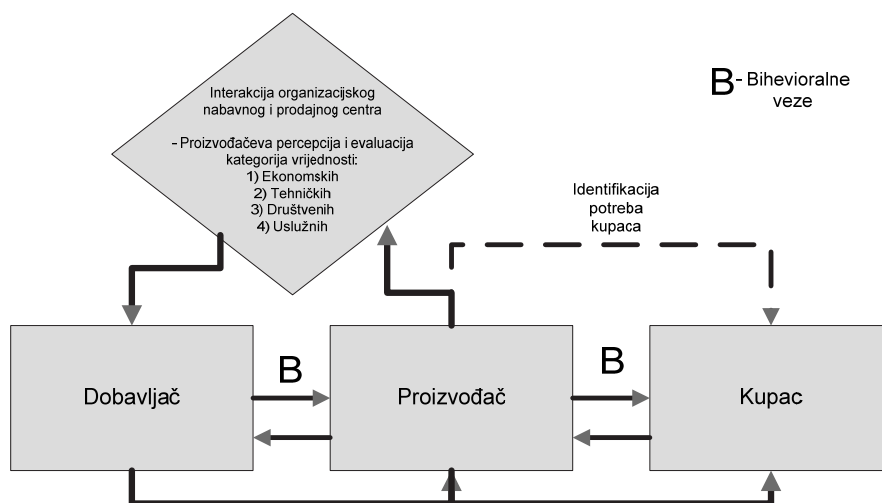 Interakcija organizacijskog
nabavnog i prodajnog centra
- Proizvođačeva percepcija i evaluacija
kategorija vrijednosti:
1) Ekonomskih
2) Tehničkih
3) Društvenih
4) Uslužnih
B- Bihevioralne
veze
Identifikacija
potreba
kupaca
Dobavljač
B
Proizvođač
B
Kupac